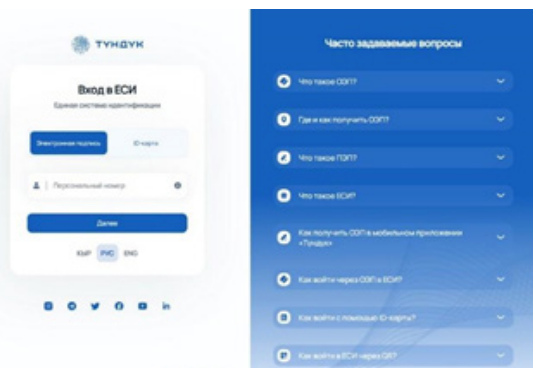 ТУНДУК
Вход в ЕСИ
Единая система идентификации
Электронная подпись
ID-карта
Персональный номер
Далее
КЫР РУС ENG
Часто задаваемые вопросы
Что такое ОЭП?
Где и как получить ОЭП?
Что такое ПЭП?
Что такое ЕСИ?
Как получить ОЭП в мобильном приложении
«Тундук»
Как войти через ОЭП в ЕСИ?
Как войти с помощью ID-карты?
Как войти в ЕСИ через QR?